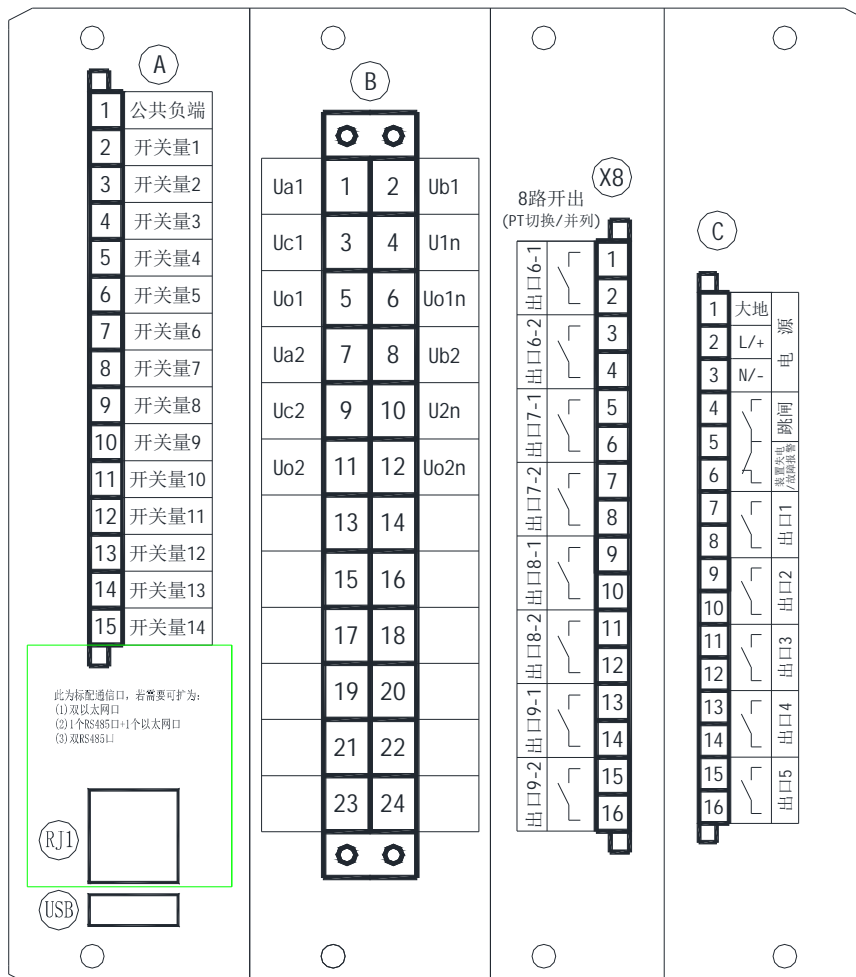 A
1 公共负端
2 开关量1
3 开关量2
4 开关量3
5 开关量4
6 开关量5
7 开关量6
8 开关量7
9 开关量8
10 开关量9
11 开关量10
12 开关量11
13 开关量12
14 开关量13
15 开关量14
此为标配通信口，若需要可扩为:
(1)双以太网口
(2)1个RS485口+1个以太网口
(3)双RS485口
RJ1
USB
B
Ua1 1 2 Ub1
Uc1 3 4 U1n
Uo1 5 6 Uo1n
Ua2 7 8 Ub2
Uc2 9 10 U2n
Uo2 11 12 Uo2n
13 14
15 16
17 18
19 20
21 22
23 24
X8
8路开出
(PT切换/并列)
出口6-1
1
2
出口6-2
3
4
出口7-1
5
6
出口7-2
7
8
出口8-1
9
10
出口8-2
11
12
出口9-1
13
14
出口9-2
15
16
C
1 大地
2 L/+
3 N/-
电源
4
5
6
跳闸
装置失电
/故障报警
7
8
出口1
9
10
出口2
11
12
出口3
13
14
出口4
15
16
出口5